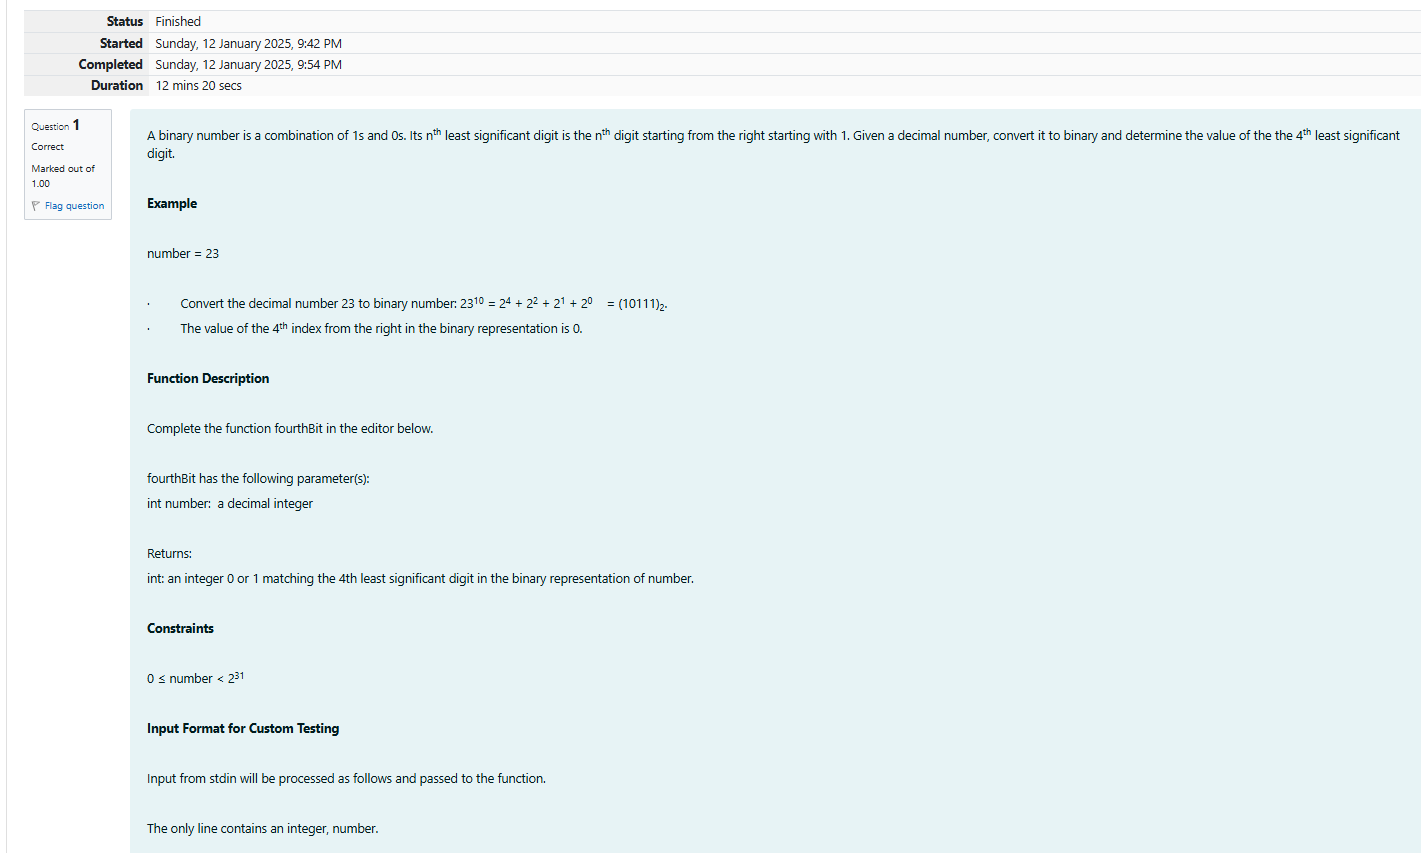 Status Finished
Started Sunday, 12 January 2025, 9:42 PM
Completed Sunday, 12 January 2025, 9:54 PM
Duration 12 mins 20 secs
Question 1
Correct
Marked out of
1.00
Flag question
A binary number is a combination of 1s and 0s. Its nth least significant digit is the nth digit starting from the right starting with 1. Given a decimal number, convert it to binary and determine the value of the the 4th least significant
digit.
Example
number = 23
· Convert the decimal number 23 to binary number: 23¹⁰ = 2⁴ + 2² + 2¹ + 2⁰ = (10111)₂.
· The value of the 4th index from the right in the binary representation is 0.
Function Description
Complete the function fourthBit in the editor below.
fourthBit has the following parameter(s):
int number: a decimal integer
Returns:
int: an integer 0 or 1 matching the 4th least significant digit in the binary representation of number.
Constraints
0 ≤ number < 2³¹
Input Format for Custom Testing
Input from stdin will be processed as follows and passed to the function.
The only line contains an integer, number.